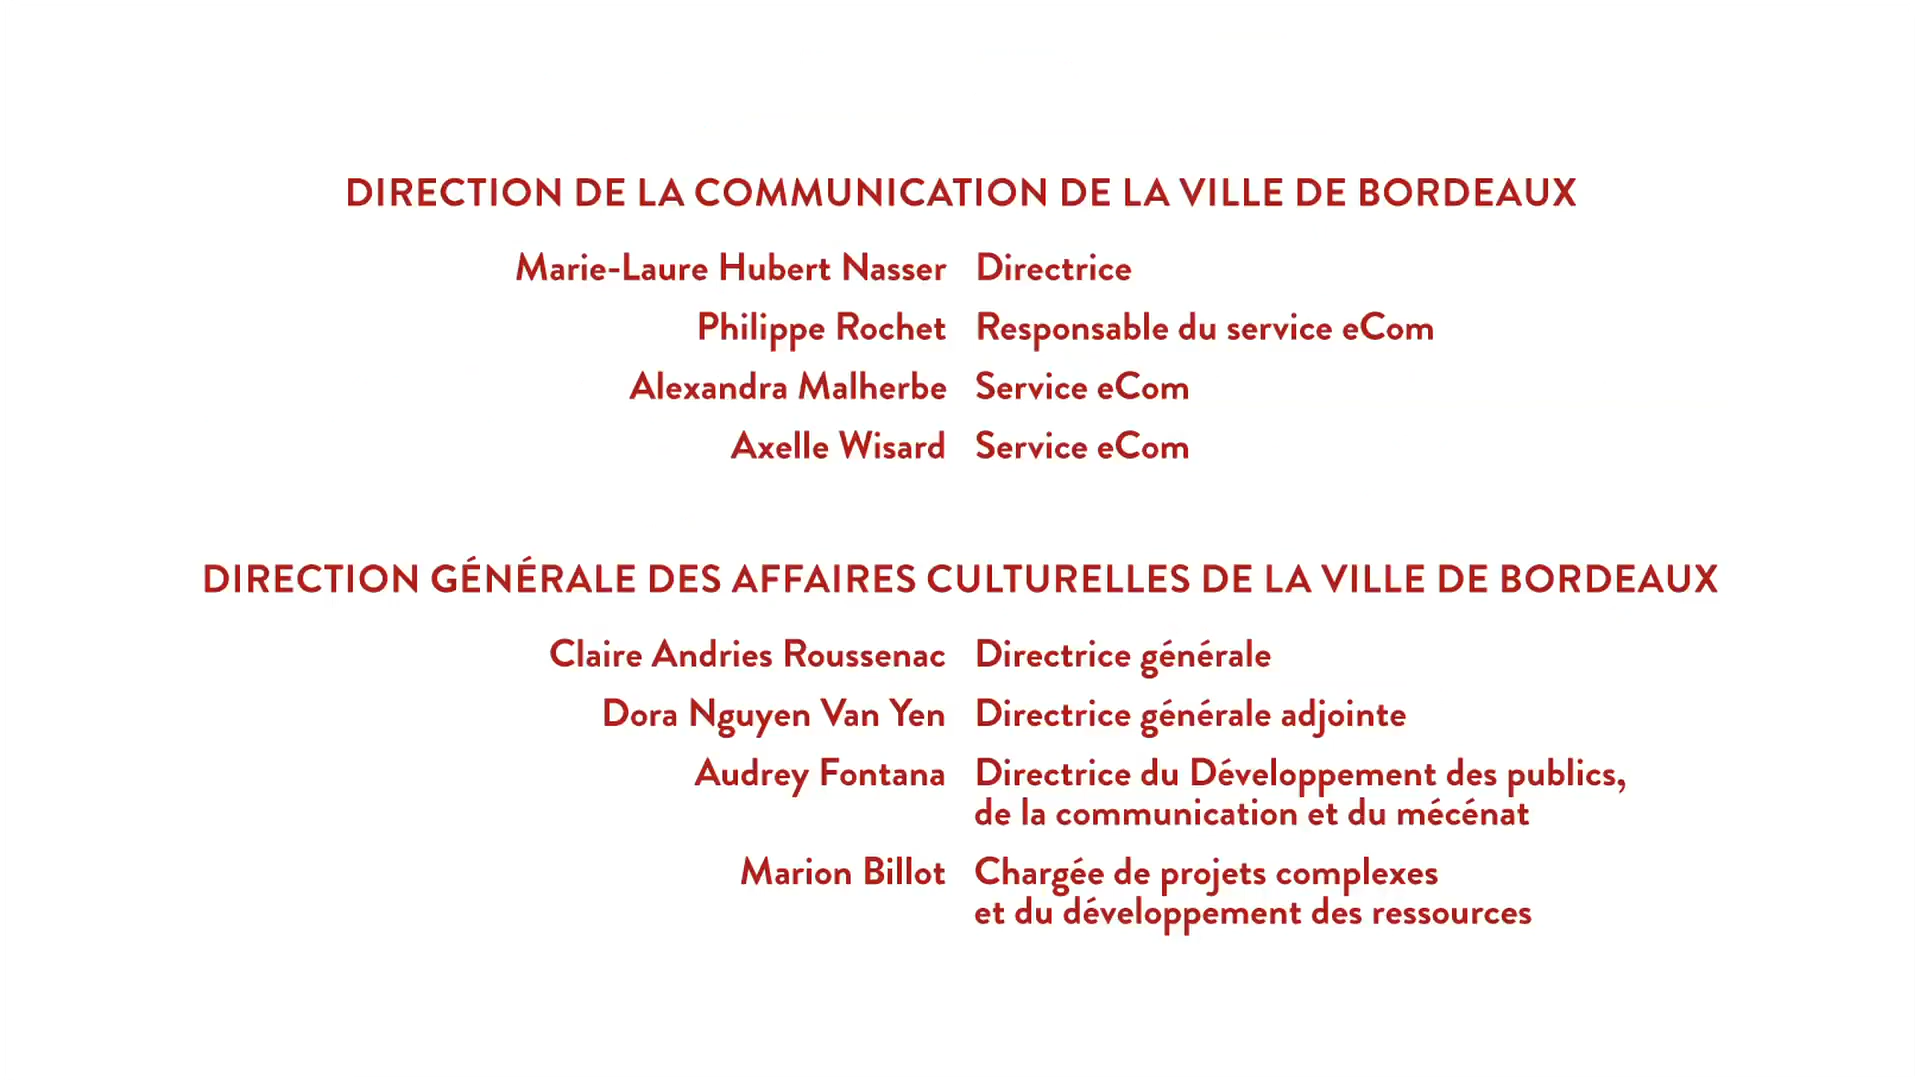 DIRECTION DE LA COMMUNICATION DE LA VILLE DE BORDEAUX
Marie-Laure Hubert Nasser Directrice
Philippe Rochet Responsable du service eCom
Alexandra Malherbe Service eCom
Axelle Wisard Service eCom
DIRECTION GÉNÉRALE DES AFFAIRES CULTURELLES DE LA VILLE DE BORDEAUX
Claire Andries Roussenac Directrice générale
Dora Nguyen Van Yen Directrice générale adjointe
Audrey Fontana Directrice du Développement des publics,
de la communication et du mécénat
Marion Billot Chargée de projets complexes
et du développement des ressources